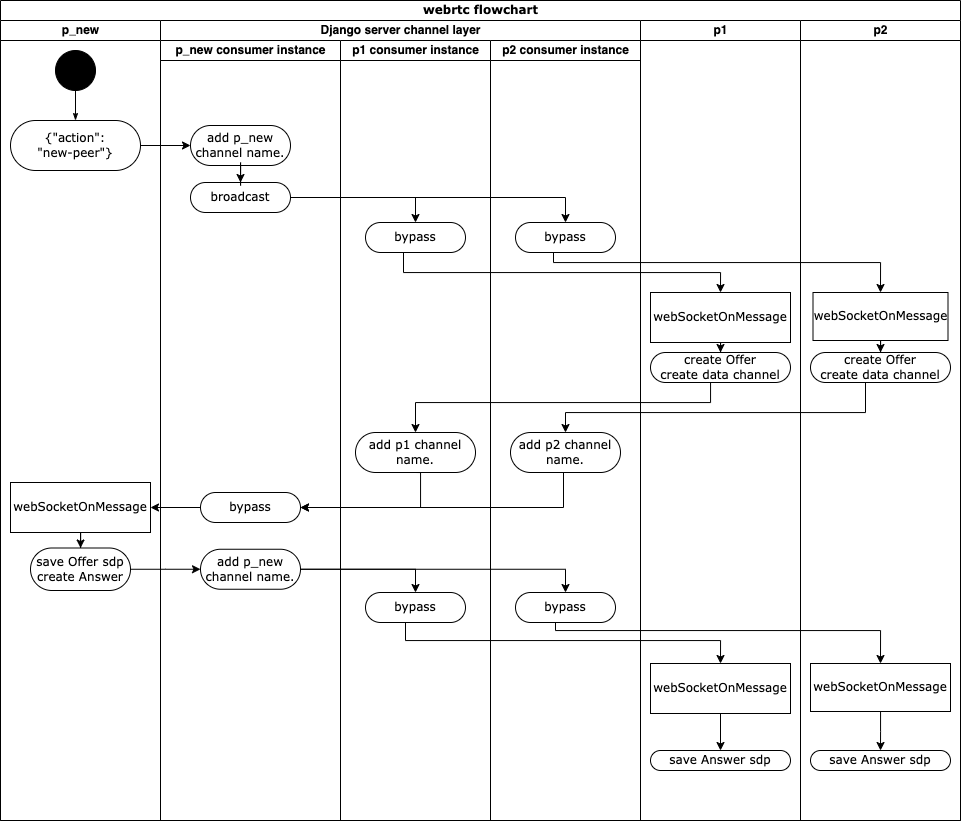 webrtc flowchart
p_new
Django server channel layer
p1
p2
p_new consumer instance
p1 consumer instance
p2 consumer instance
{"action":
"new-peer"}
add p_new
channel name.
broadcast
bypass
bypass
webSocketOnMessage
webSocketOnMessage
create Offer
create data channel
create Offer
create data channel
add p1 channel
name.
add p2 channel
name.
webSocketOnMessage
bypass
save Offer sdp
create Answer
add p_new
channel name.
bypass
bypass
webSocketOnMessage
webSocketOnMessage
save Answer sdp
save Answer sdp